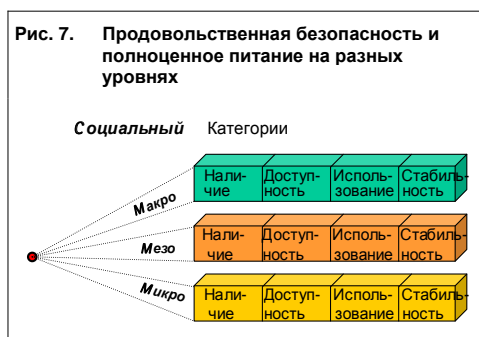 Рис. 7. Продовольственная безопасность и
полноценное питание на разных
уровнях
Социальный Категории
Макро
Нали- Доступ- Исполь- Стабиль-
чие ность зование ность
Мезо
Нали- Доступ- Исполь- Стабиль-
чие ность зование ность
Микро
Нали- Доступ- Исполь- Стабиль-
чие ность зование ность